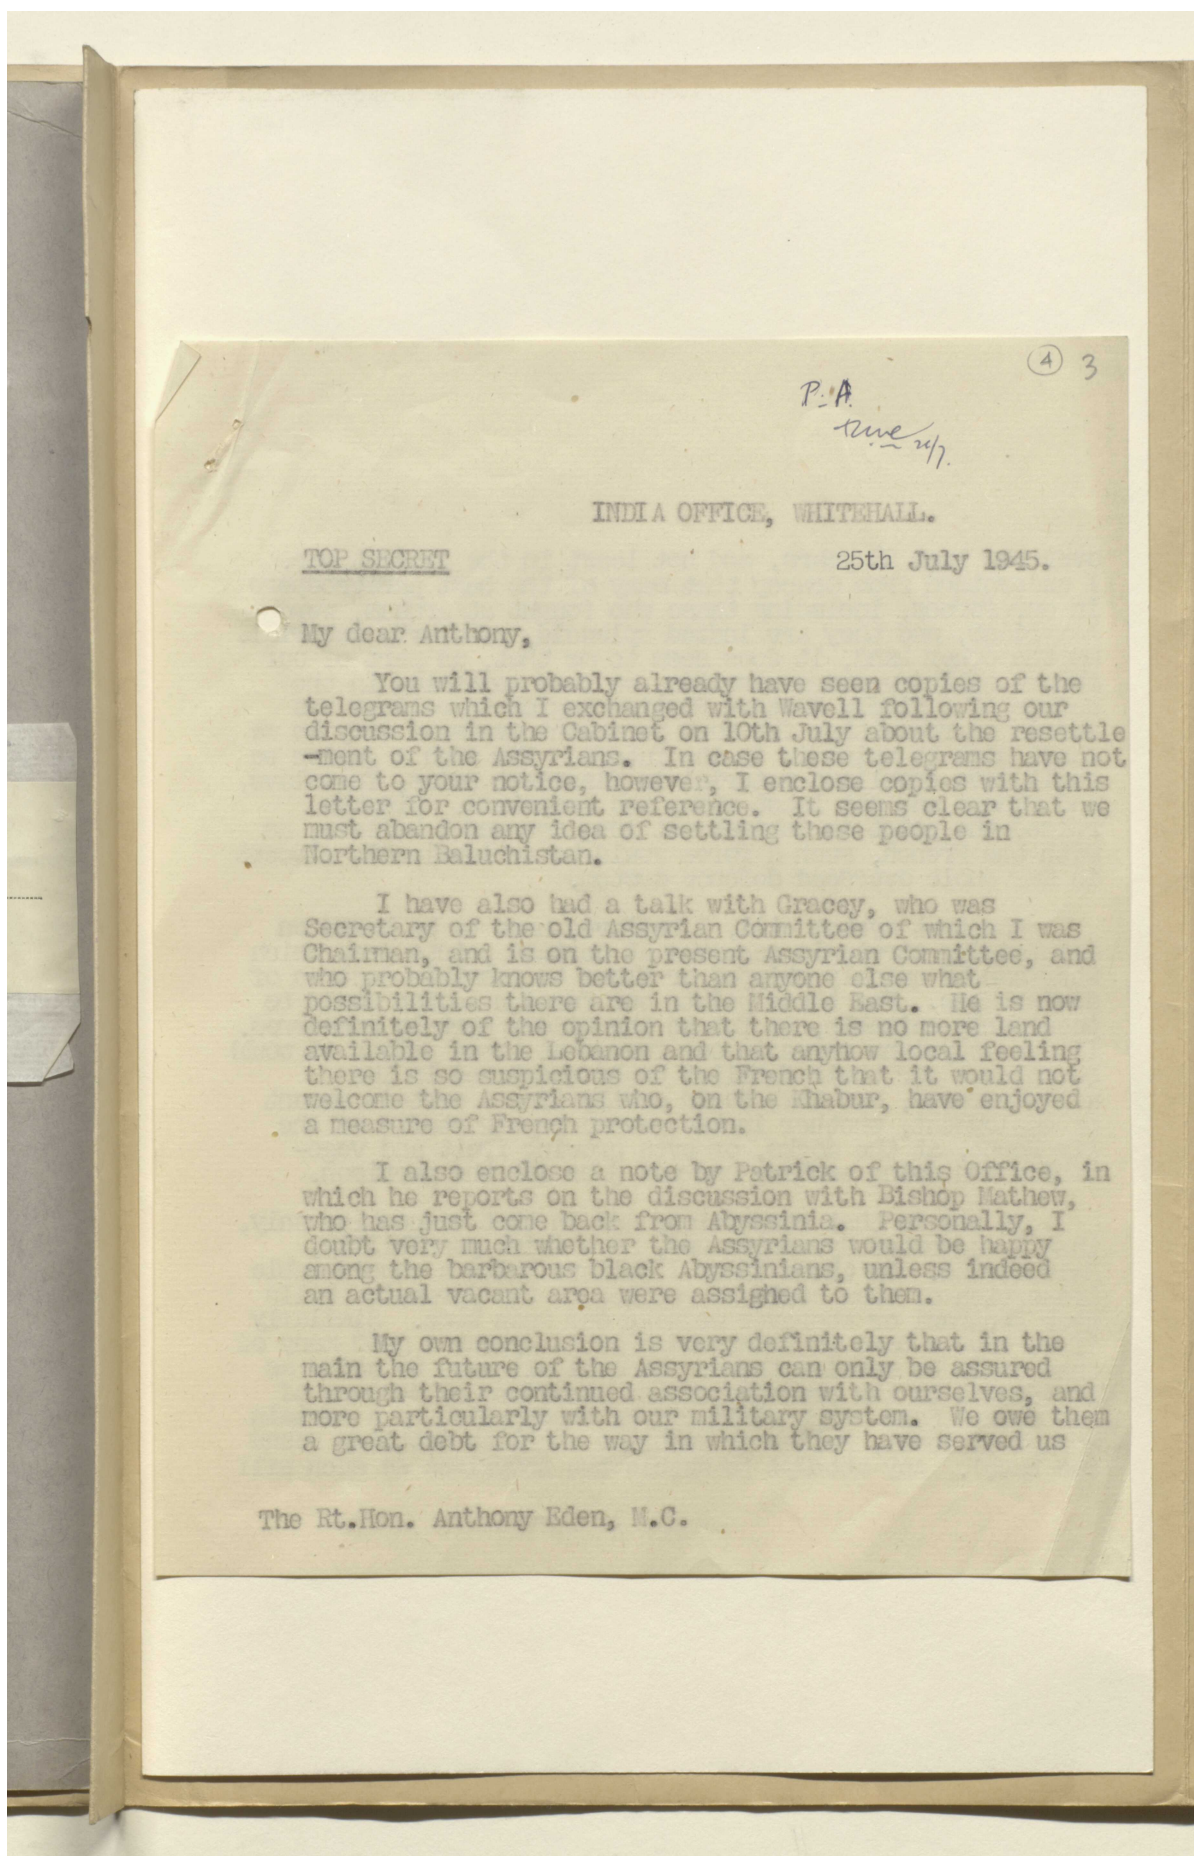 4 3
P.A.
26/7.
INDIA OFFICE, WHITEHALL.
TOP SECRET
25th July 1945.
My dear Anthony,
You will probably already have seen copies of the
telegrams which I exchanged with Wavell following our
discussion in the Cabinet on 10th July about the resettle
-ment of the Assyrians. In case these telegrams have not
come to your notice, however, I enclose copies with this
letter for convenient reference. It seems clear that we
must abandon any idea of settling these people in
Northern Baluchistan.
I have also had a talk with Gracey, who was
Secretary of the old Assyrian Committee of which I was
Chairman, and is on the present Assyrian Committee, and
who probably knows better than anyone else what
possibilities there are in the Middle East. He is now
definitely of the opinion that there is no more land
available in the Lebanon and that anyhow local feeling
there is so suspicious of the French that it would not
welcome the Assyrians who, on the Khabur, have enjoyed
a measure of French protection.
I also enclose a note by Patrick of this Office, in
which he reports on the discussion with Bishop Mathew,
who has just come back from Abyssinia. Personally, I
doubt very much whether the Assyrians would be happy
among the barbarous black Abyssinians, unless indeed
an actual vacant area were assigned to them.
My own conclusion is very definitely that in the
main the future of the Assyrians can only be assured
through their continued association with ourselves, and
more particularly with our military system. We owe them
a great debt for the way in which they have served us
The Rt.Hon. Anthony Eden, M.C.